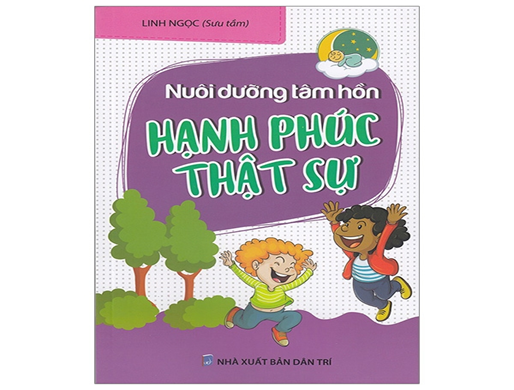 LINH NGỌC (Sưu tầm)
Nuôi dưỡng tâm hồn
HẠNH PHÚC
THẬT SỰ
NHÀ XUẤT BẢN DÂN TRÍ